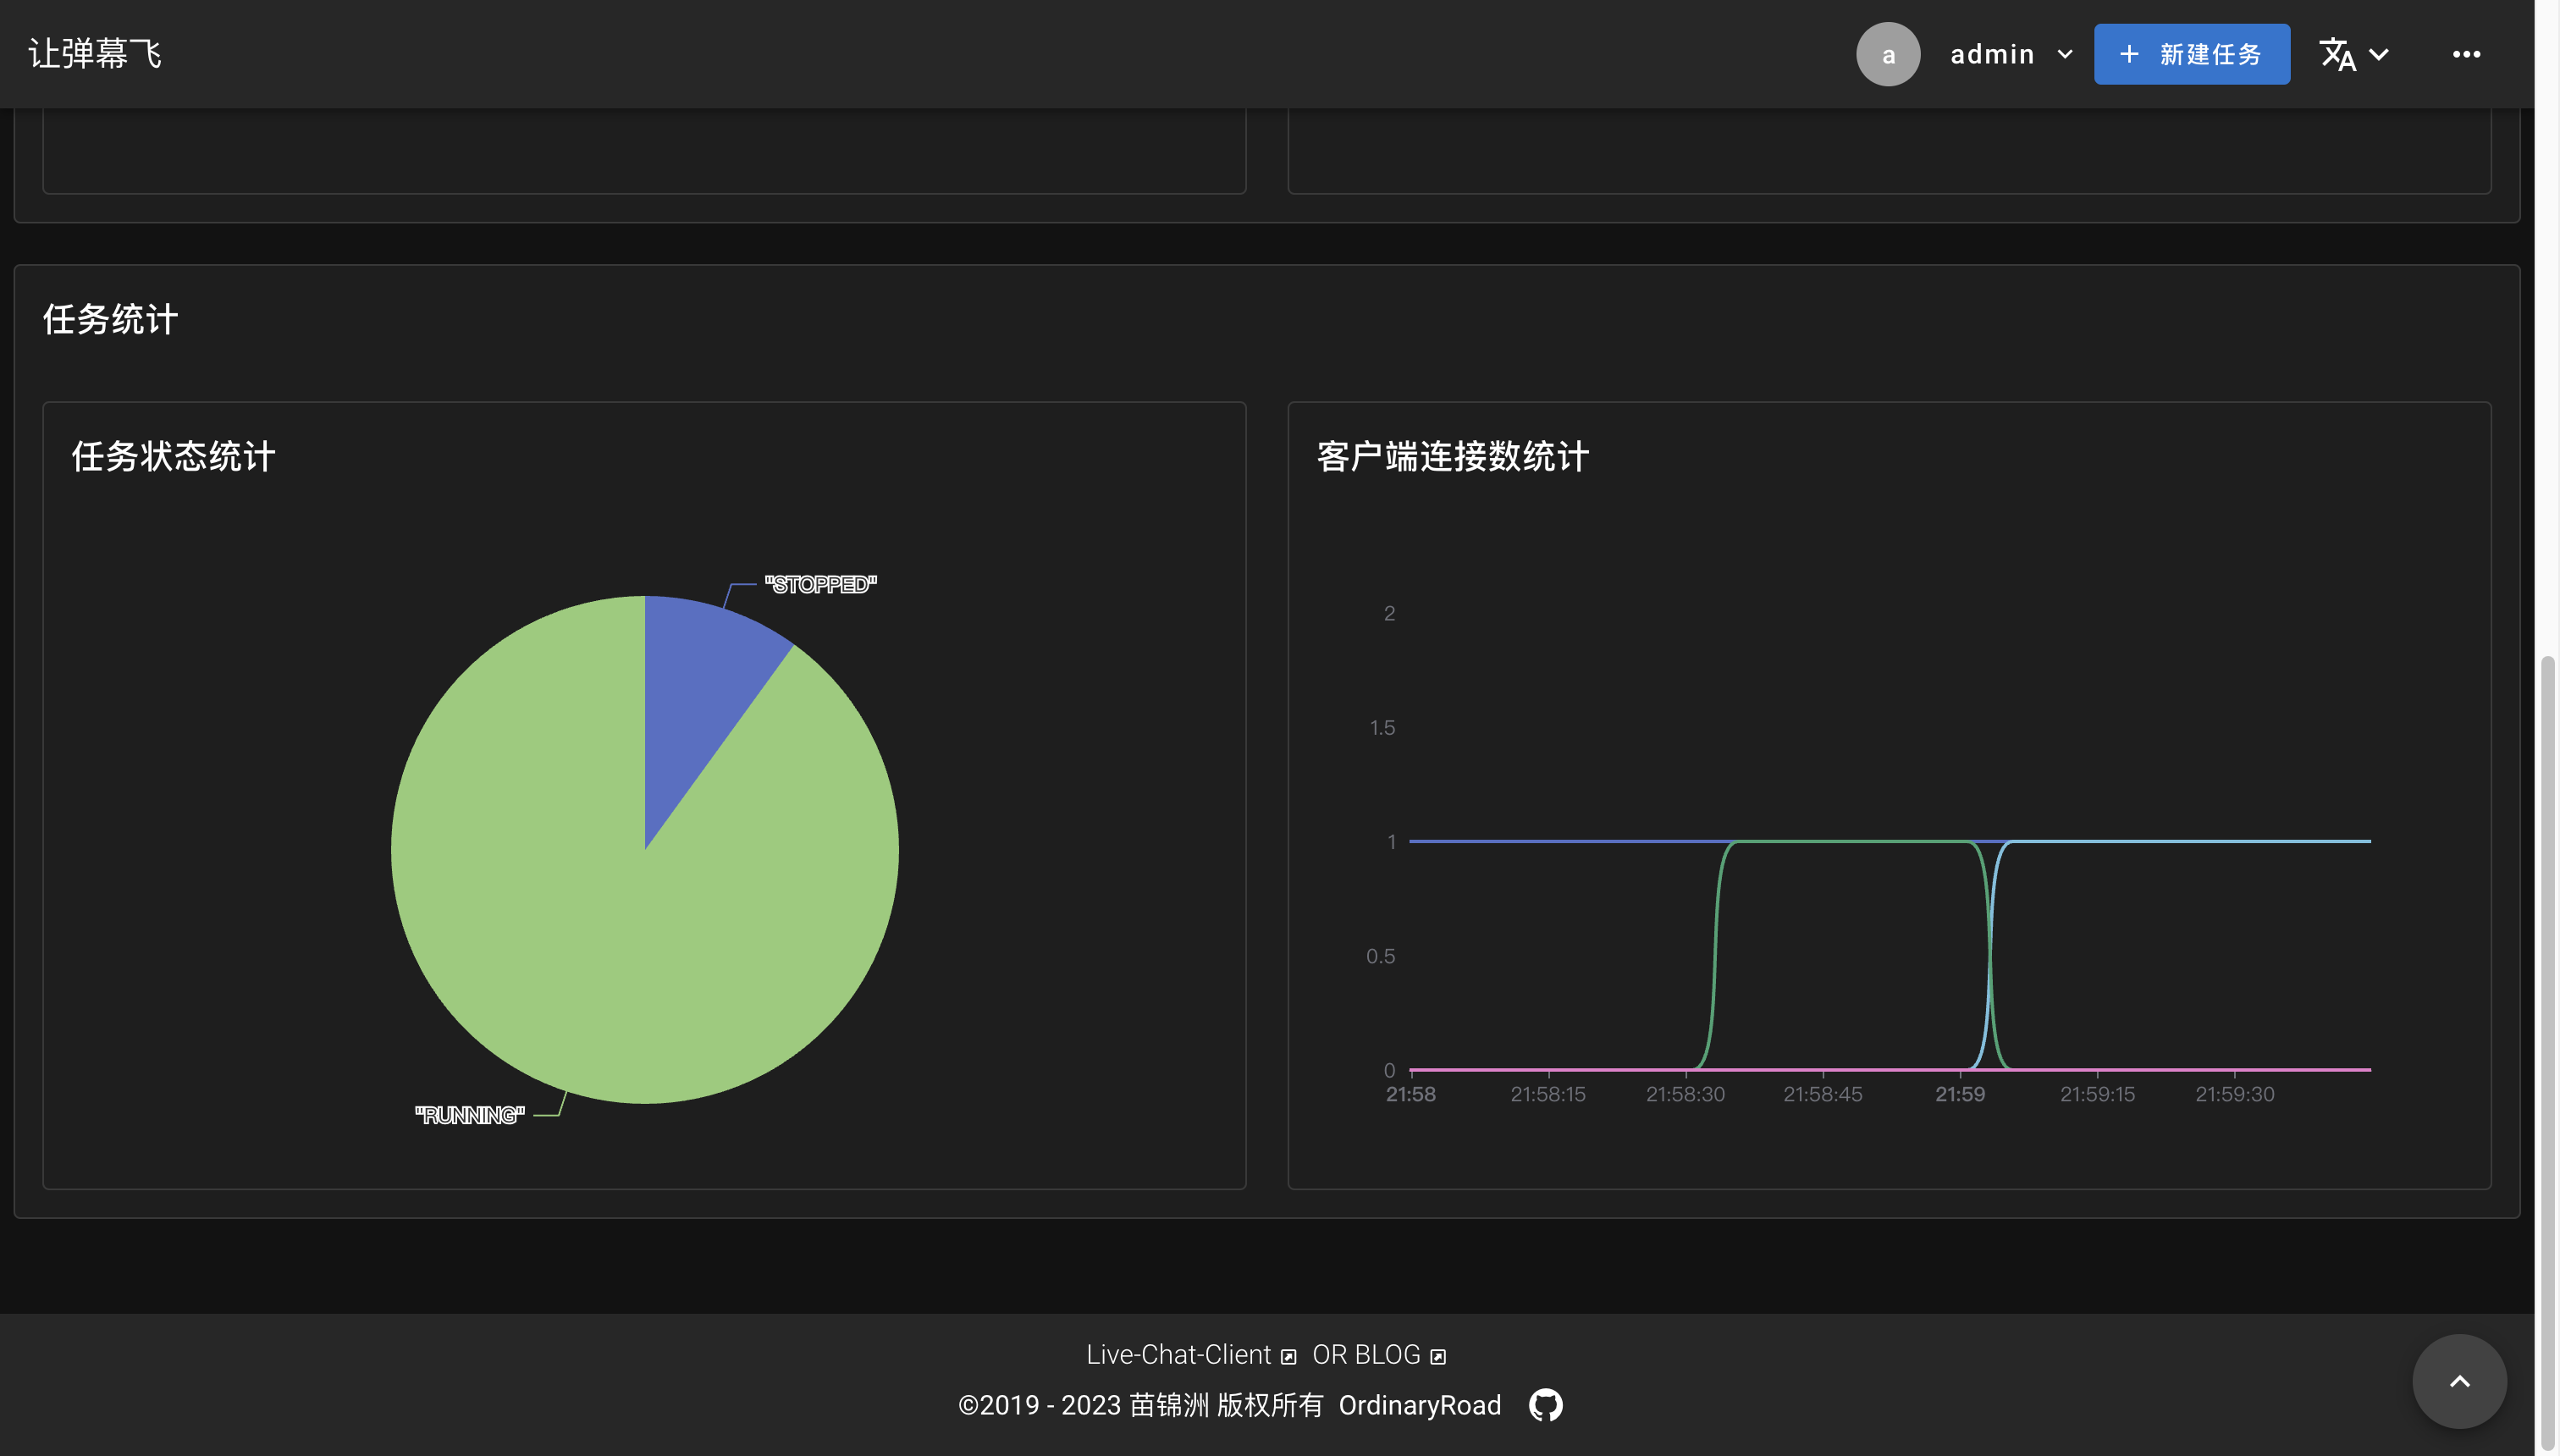 让弹幕飞
a admin 新建任务
任务统计
任务状态统计
"STOPPED"
"RUNNING"
客户端连接数统计
2
1.5
1
0.5
0
21:58 21:58:15 21:58:30 21:58:45 21:59 21:59:15 21:59:30
Live-Chat-Client OR BLOG
©2019 - 2023 苗锦洲 版权所有 OrdinaryRoad